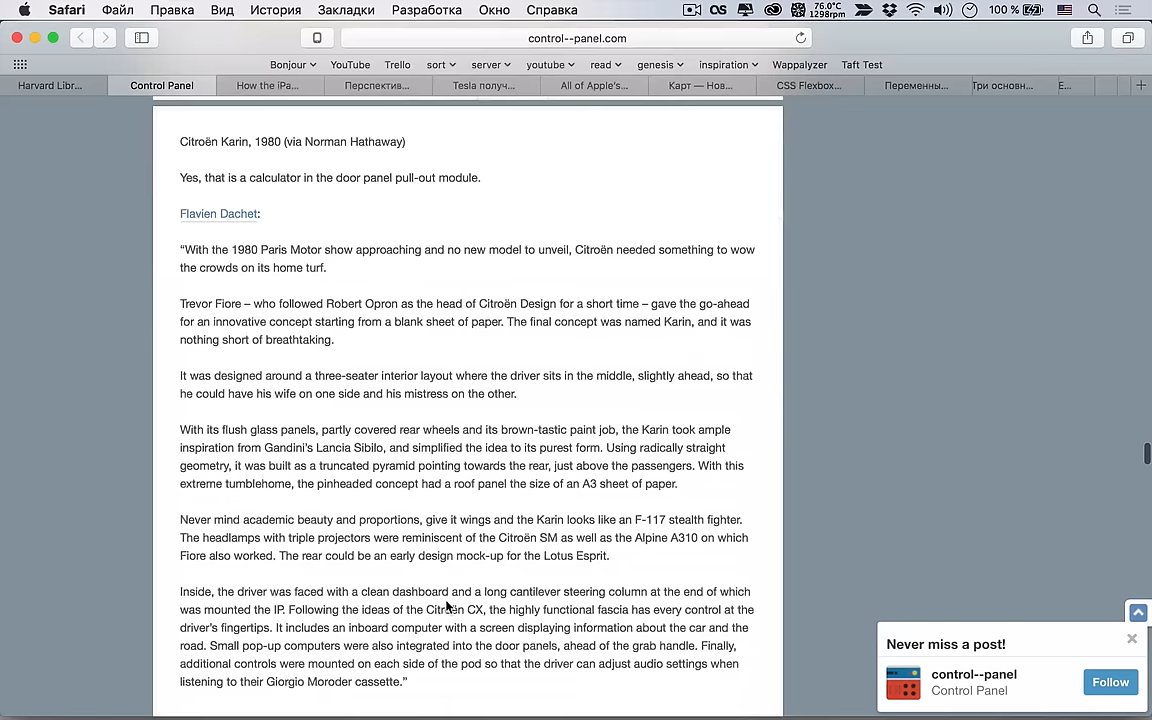 Safari Файл Правка Вид История Закладки Разработка Окно Справка
76.0°C
1298rpm
100 %
control--panel.com
Bonjour YouTube Trello sort server youtube read genesis inspiration Wappalyzer Taft Test
Harvard Libr... Control Panel How the iPa... Перспектив... Tesla получ... All of Apple's... Карт — Нов... CSS Flexbox... Переменны... Три основн... E...
Citroën Karin, 1980 (via Norman Hathaway)
Yes, that is a calculator in the door panel pull-out module.
Flavien Dachet:
“With the 1980 Paris Motor show approaching and no new model to unveil, Citroën needed something to wow
the crowds on its home turf.
Trevor Fiore – who followed Robert Opron as the head of Citroën Design for a short time – gave the go-ahead
for an innovative concept starting from a blank sheet of paper. The final concept was named Karin, and it was
nothing short of breathtaking.
It was designed around a three-seater interior layout where the driver sits in the middle, slightly ahead, so that
he could have his wife on one side and his mistress on the other.
With its flush glass panels, partly covered rear wheels and its brown-tastic paint job, the Karin took ample
inspiration from Gandini’s Lancia Sibilo, and simplified the idea to its purest form. Using radically straight
geometry, it was built as a truncated pyramid pointing towards the rear, just above the passengers. With this
extreme tumblehome, the pinheaded concept had a roof panel the size of an A3 sheet of paper.
Never mind academic beauty and proportions, give it wings and the Karin looks like an F-117 stealth fighter.
The headlamps with triple projectors were reminiscent of the Citroën SM as well as the Alpine A310 on which
Fiore also worked. The rear could be an early design mock-up for the Lotus Esprit.
Inside, the driver was faced with a clean dashboard and a long cantilever steering column at the end of which
was mounted the IP. Following the ideas of the Citroën CX, the highly functional fascia has every control at the
driver’s fingertips. It includes an inboard computer with a screen displaying information about the car and the
road. Small pop-up computers were also integrated into the door panels, ahead of the grab handle. Finally,
additional controls were mounted on each side of the pod so that the driver can adjust audio settings when
listening to their Giorgio Moroder cassette.”
Never miss a post!
control--panel
Control Panel
Follow